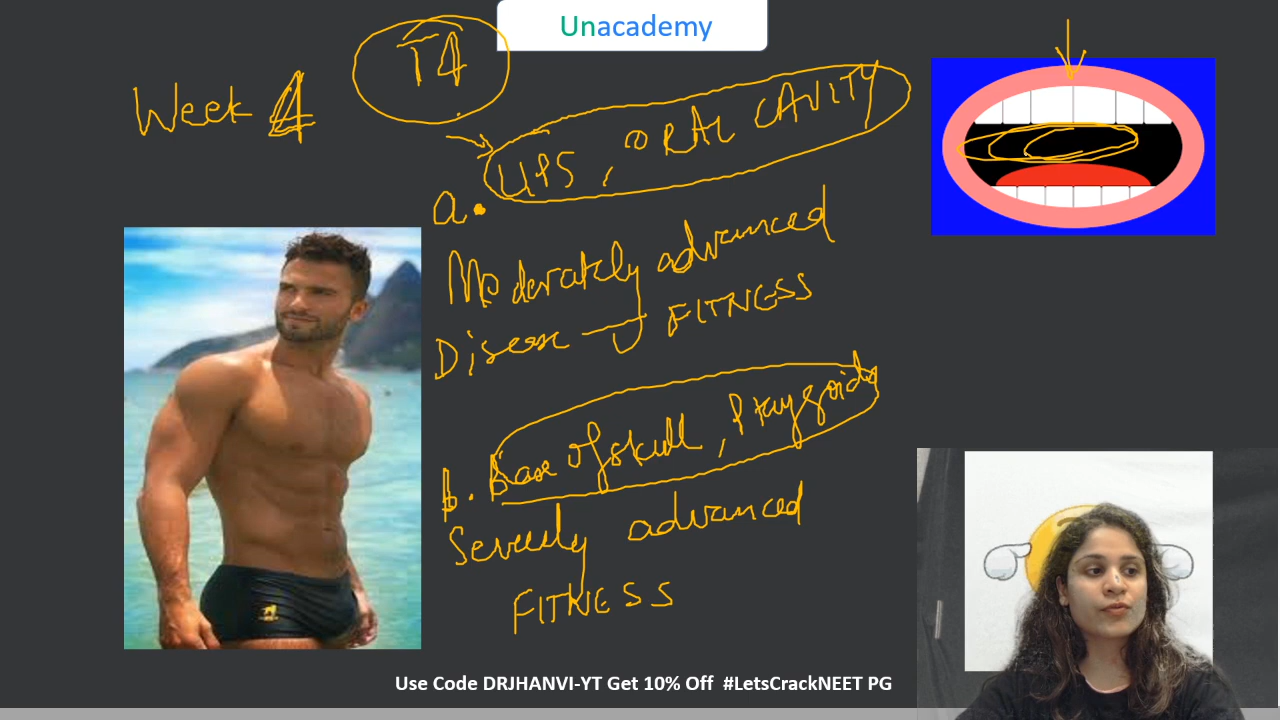 Unacademy
Week 4
T4
LIPS, ORAL CAVITY
a.
Moderately advanced
Disease → FITNESS
b. Base of skull, Pterygoids
Severely advanced
FITNESS
Use Code DRJHANVI-YT Get 10% Off #LetsCrackNEET PG